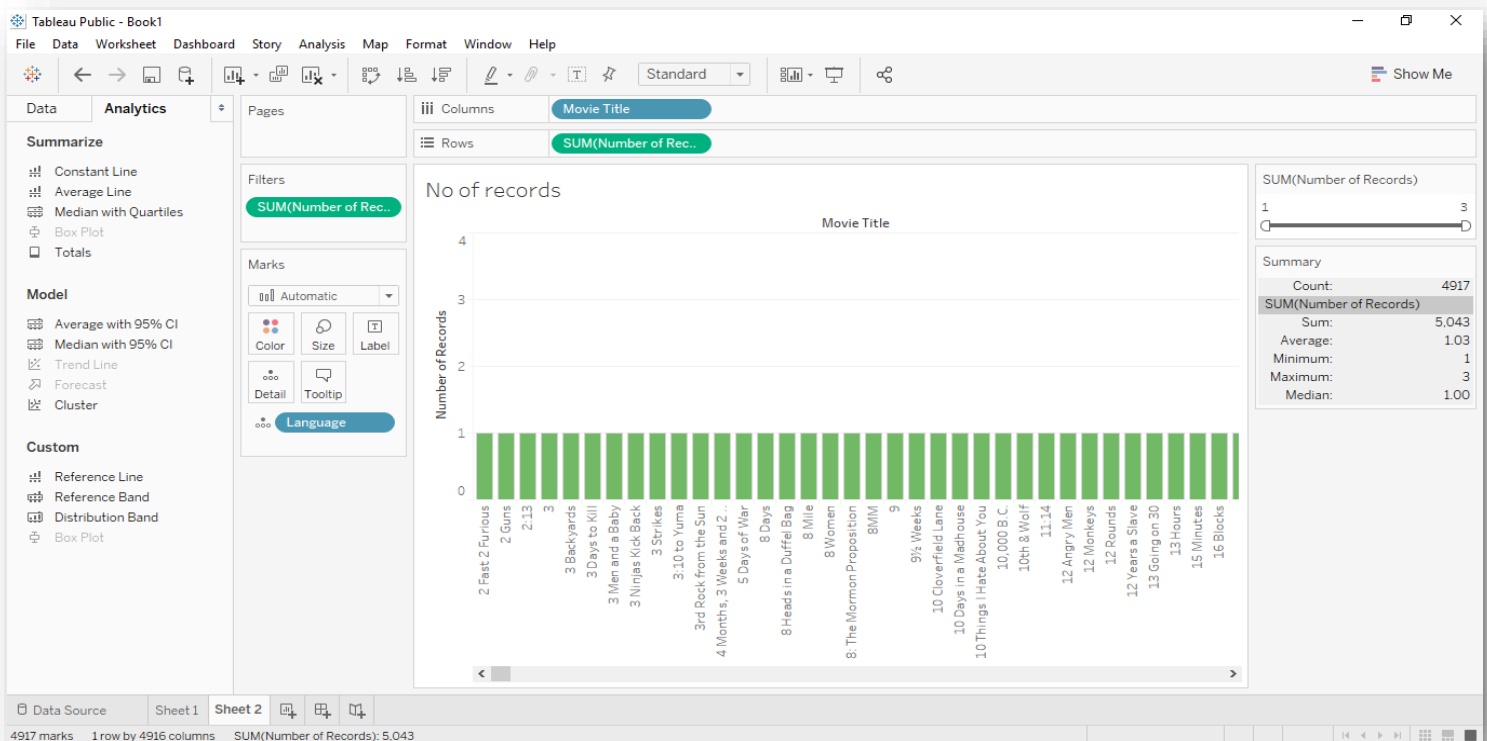 Tableau Public - Book1
File Data Worksheet Dashboard Story Analysis Map Format Window Help
Standard
Show Me
Data Analytics
Summarize
Constant Line
Average Line
Median with Quartiles
Box Plot
Totals
Model
Average with 95% CI
Median with 95% CI
Trend Line
Forecast
Cluster
Custom
Reference Line
Reference Band
Distribution Band
Box Plot
Pages
Filters
SUM(Number of Rec..
Marks
Automatic
Color Size Label
Detail Tooltip
Language
Columns Movie Title
Rows SUM(Number of Rec..
No of records
Movie Title
Number of Records
4
3
2
1
0
2 Fast 2 Furious
2 Guns
2:13
3
3 Backyards
3 Days to Kill
3 Men and a Baby
3 Ninjas Kick Back
3 Strikes
3:10 to Yuma
3rd Rock from the Sun
4 Months, 3 Weeks and 2 ..
5 Days of War
8 Days
8 Heads in a Duffel Bag
8 Mile
8 Women
8: The Mormon Proposition
8MM
9
9½ Weeks
10 Cloverfield Lane
10 Days in a Madhouse
10 Things I Hate About You
10,000 B.C.
10th & Wolf
11:14
12 Angry Men
12 Monkeys
12 Rounds
12 Years a Slave
13 Going on 30
13 Hours
15 Minutes
16 Blocks
SUM(Number of Records)
1 3
Summary
Count: 4917
SUM(Number of Records)
Sum: 5,043
Average: 1.03
Minimum: 1
Maximum: 3
Median: 1.00
Data Source Sheet 1 Sheet 2
4917 marks 1 row by 4916 columns SUM(Number of Records): 5,043